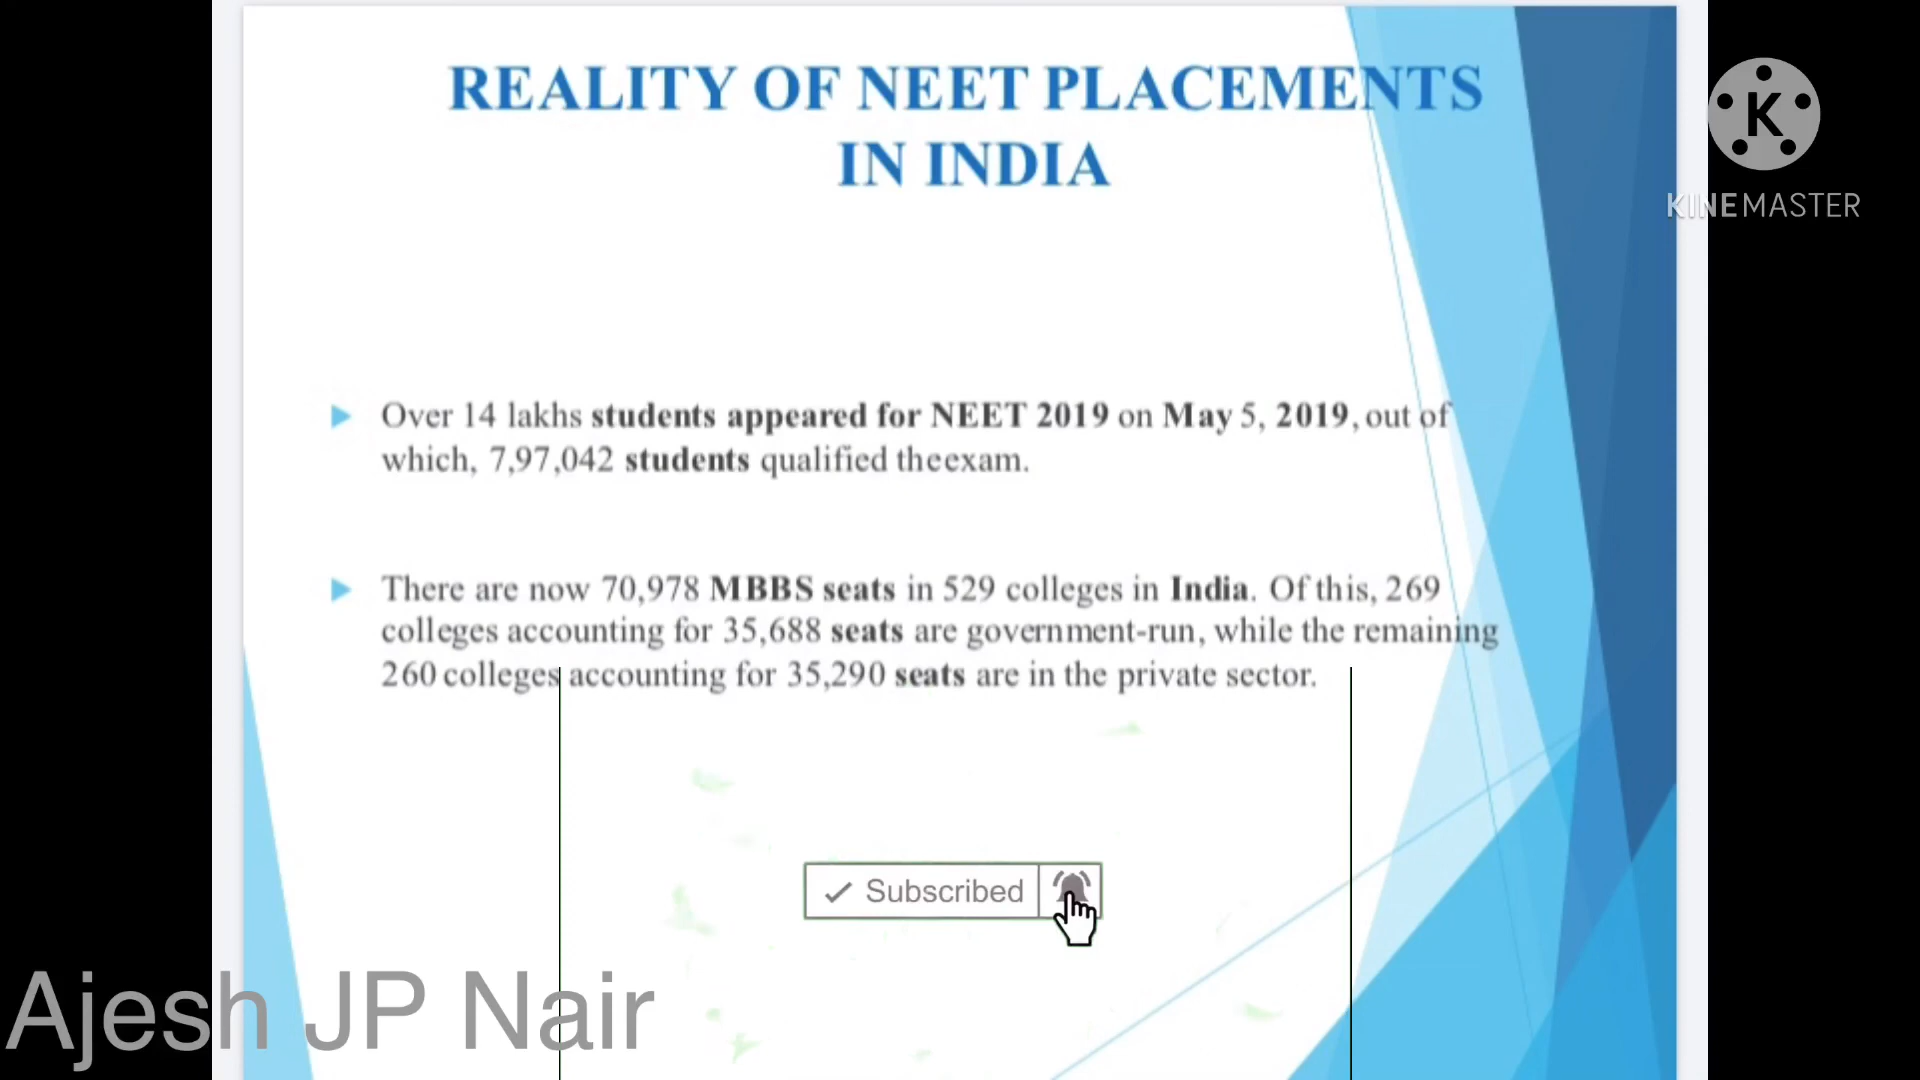 REALITY OF NEET PLACEMENTS
IN INDIA
K
KINEMASTER
Over 14 lakhs students appeared for NEET 2019 on May 5, 2019, out of
which, 7,97,042 students qualified theexam.
There are now 70,978 MBBS seats in 529 colleges in India. Of this, 269
colleges accounting for 35,688 seats are government-run, while the remaining
260 colleges accounting for 35,290 seats are in the private sector.
Subscribed
Ajesh JP Nair